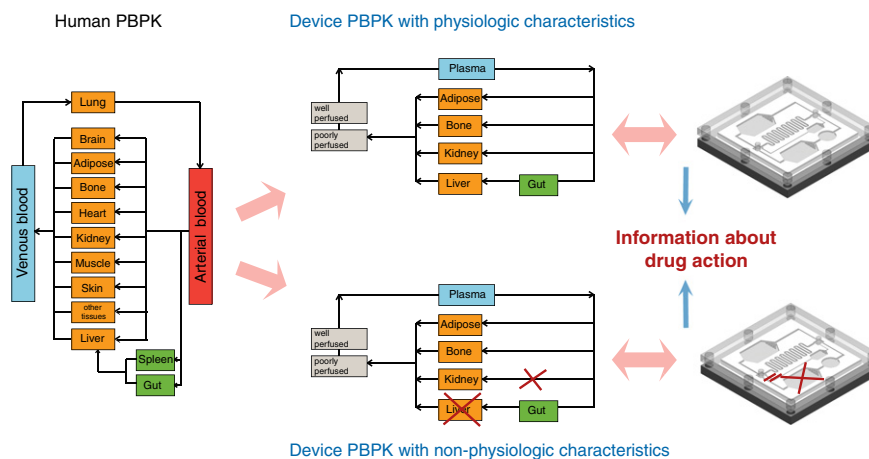 Human PBPK
Device PBPK with physiologic characteristics
Venous blood
Lung
Brain
Adipose
Bone
Heart
Kidney
Muscle
Skin
other
tissues
Liver
Spleen
Gut
Arterial blood
Plasma
well
perfused
poorly
perfused
Adipose
Bone
Kidney
Liver
Gut
Information about
drug action
Plasma
well
perfused
poorly
perfused
Adipose
Bone
Kidney
Liver
Gut
Device PBPK with non-physiologic characteristics